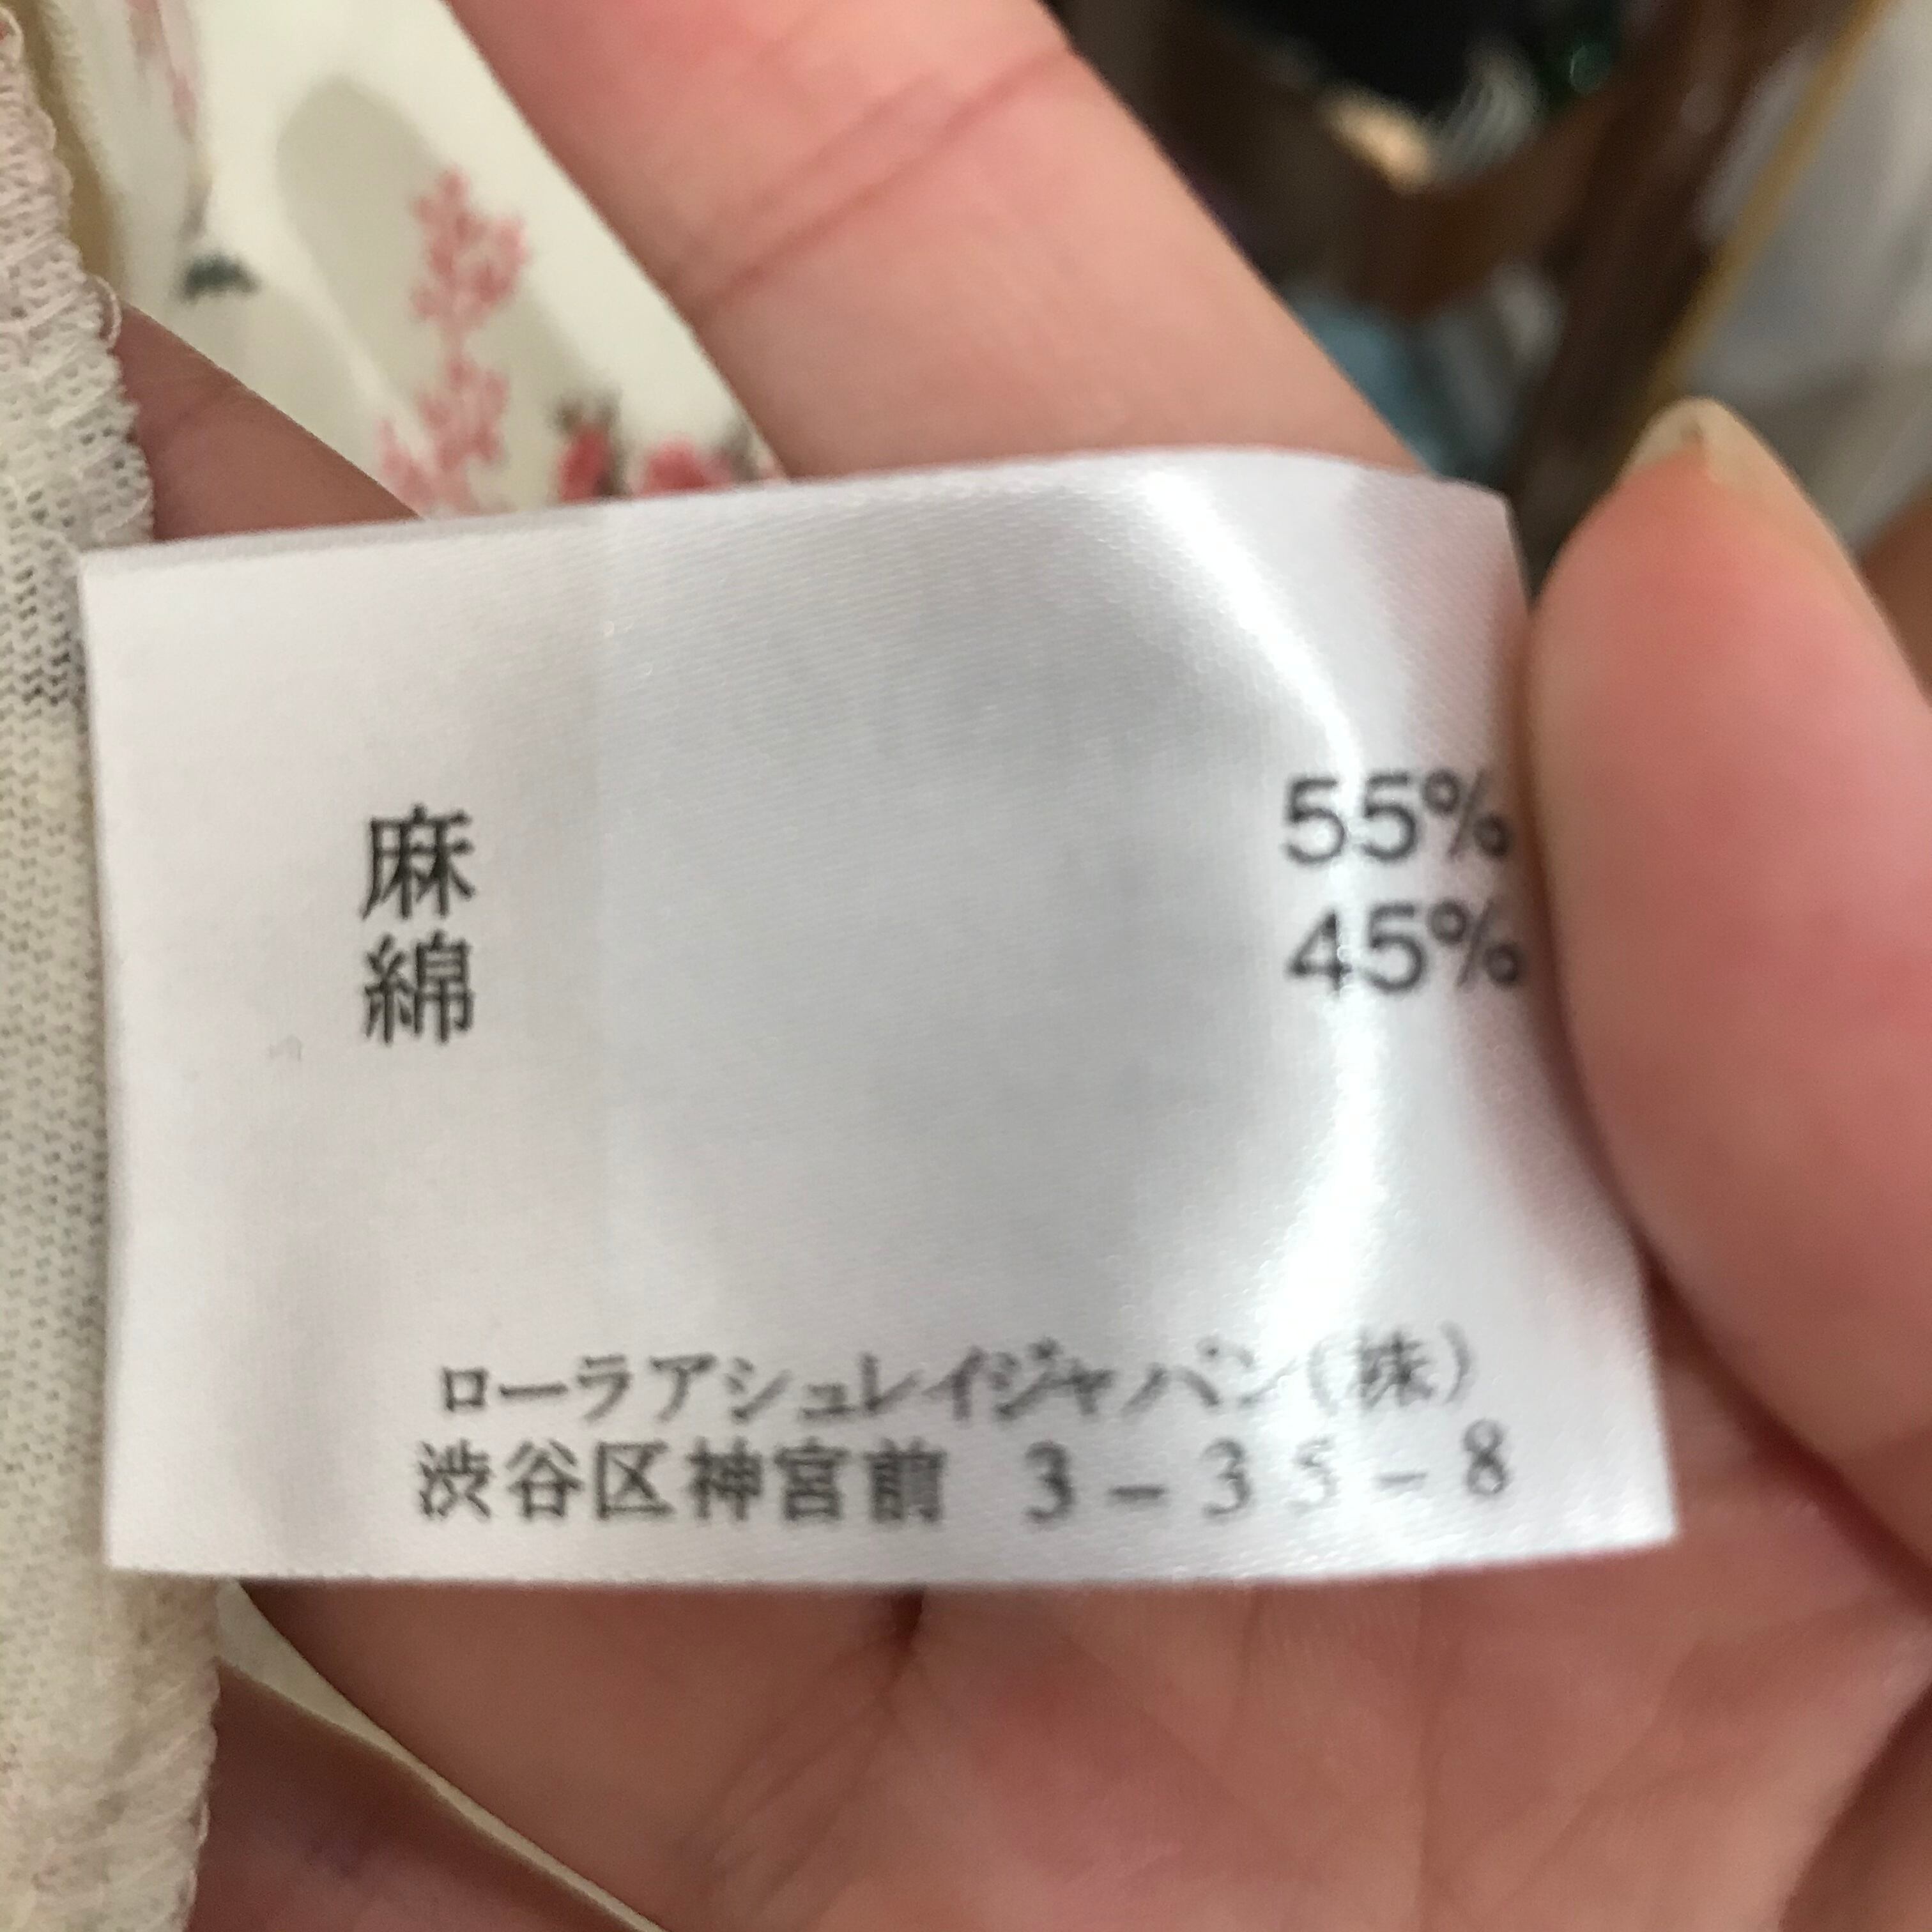 麻 55%
綿 45%
ローラアシュレイジャパン(株)
渋谷区神宮前 3-35-8